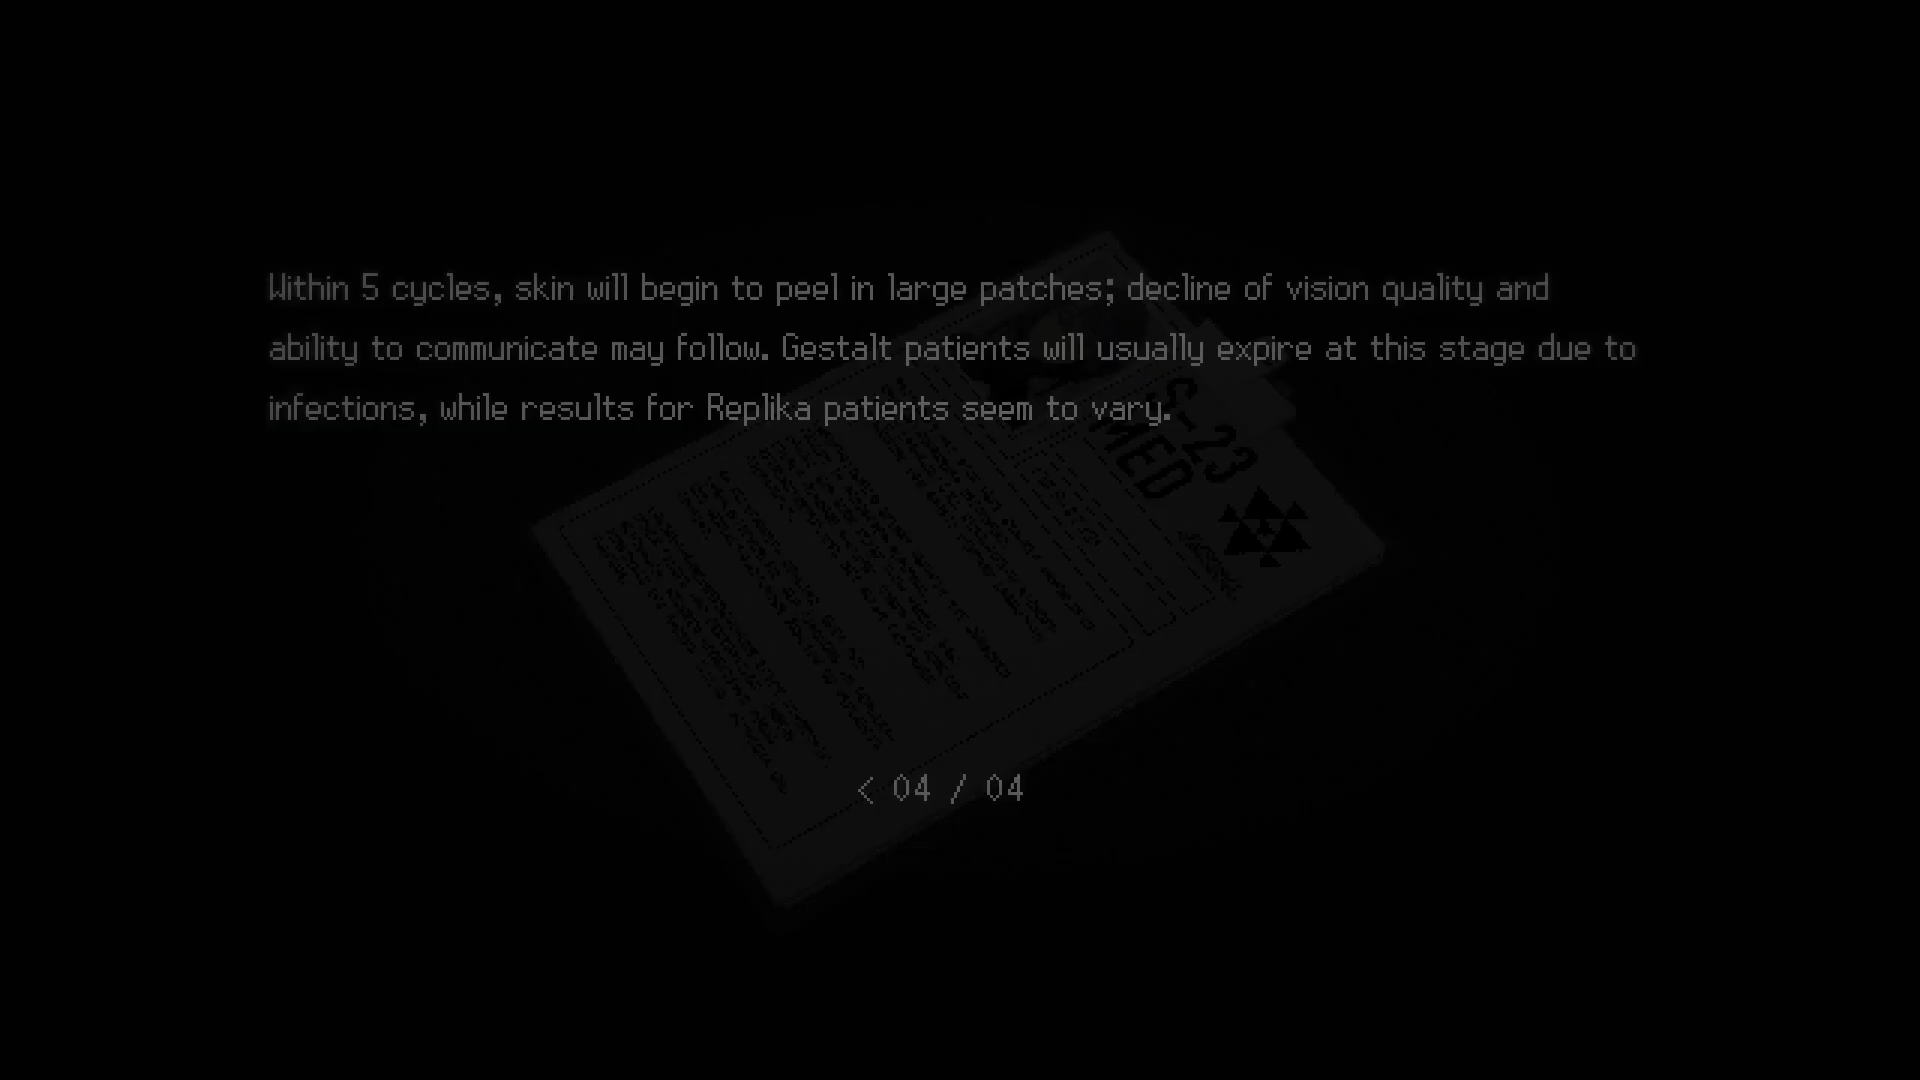 Within 5 cycles, skin will begin to peel in large patches; decline of vision quality and
ability to communicate may follow. Gestalt patients will usually expire at this stage due to
infections, while results for Replika patients seem to vary.
S-23
MED
< 04 / 04